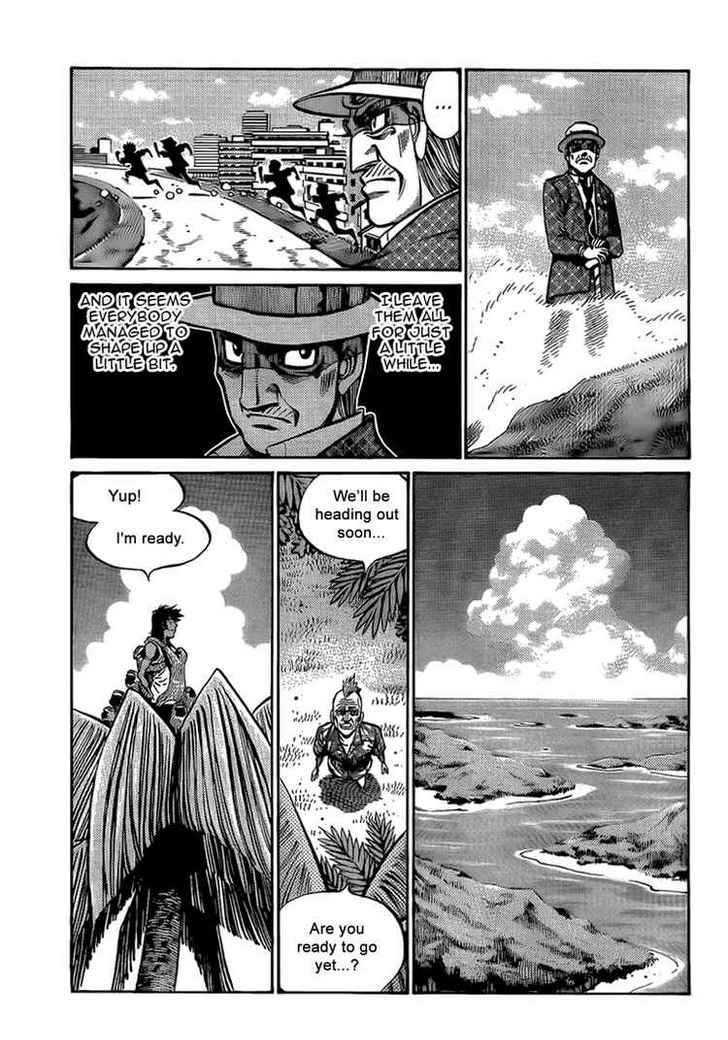 ...
I LEAVE
THEM ALL
FOR JUST
A LITTLE
WHILE...
AND IT SEEMS
EVERYBODY
MANAGED TO
SHAPE UP A
LITTLE BIT.
We'll be
heading out
soon...
Are you
ready to go
yet...?
Yup!
I'm ready.